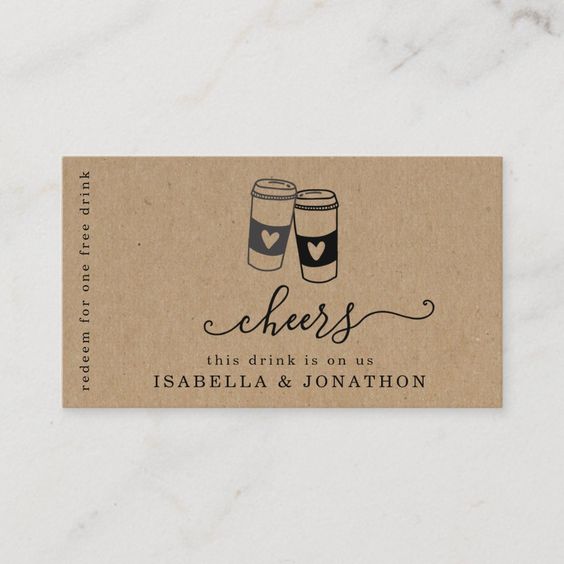 redeem for one free drink
cheers
this drink is on us
ISABELLA & JONATHON